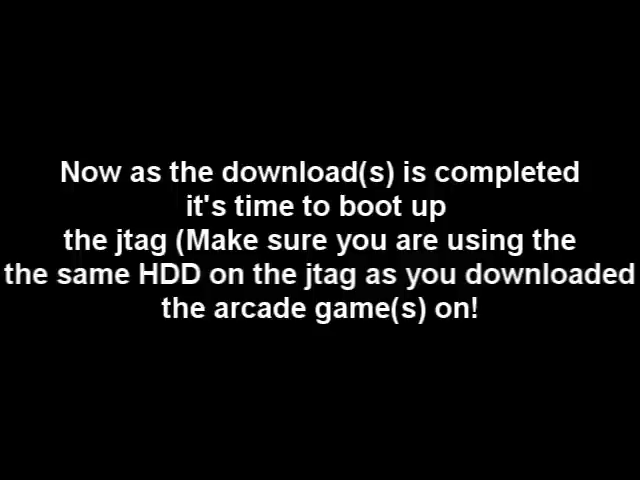 Now as the download(s) is completed
it's time to boot up
the jtag (Make sure you are using the
the same HDD on the jtag as you downloaded
the arcade game(s) on!